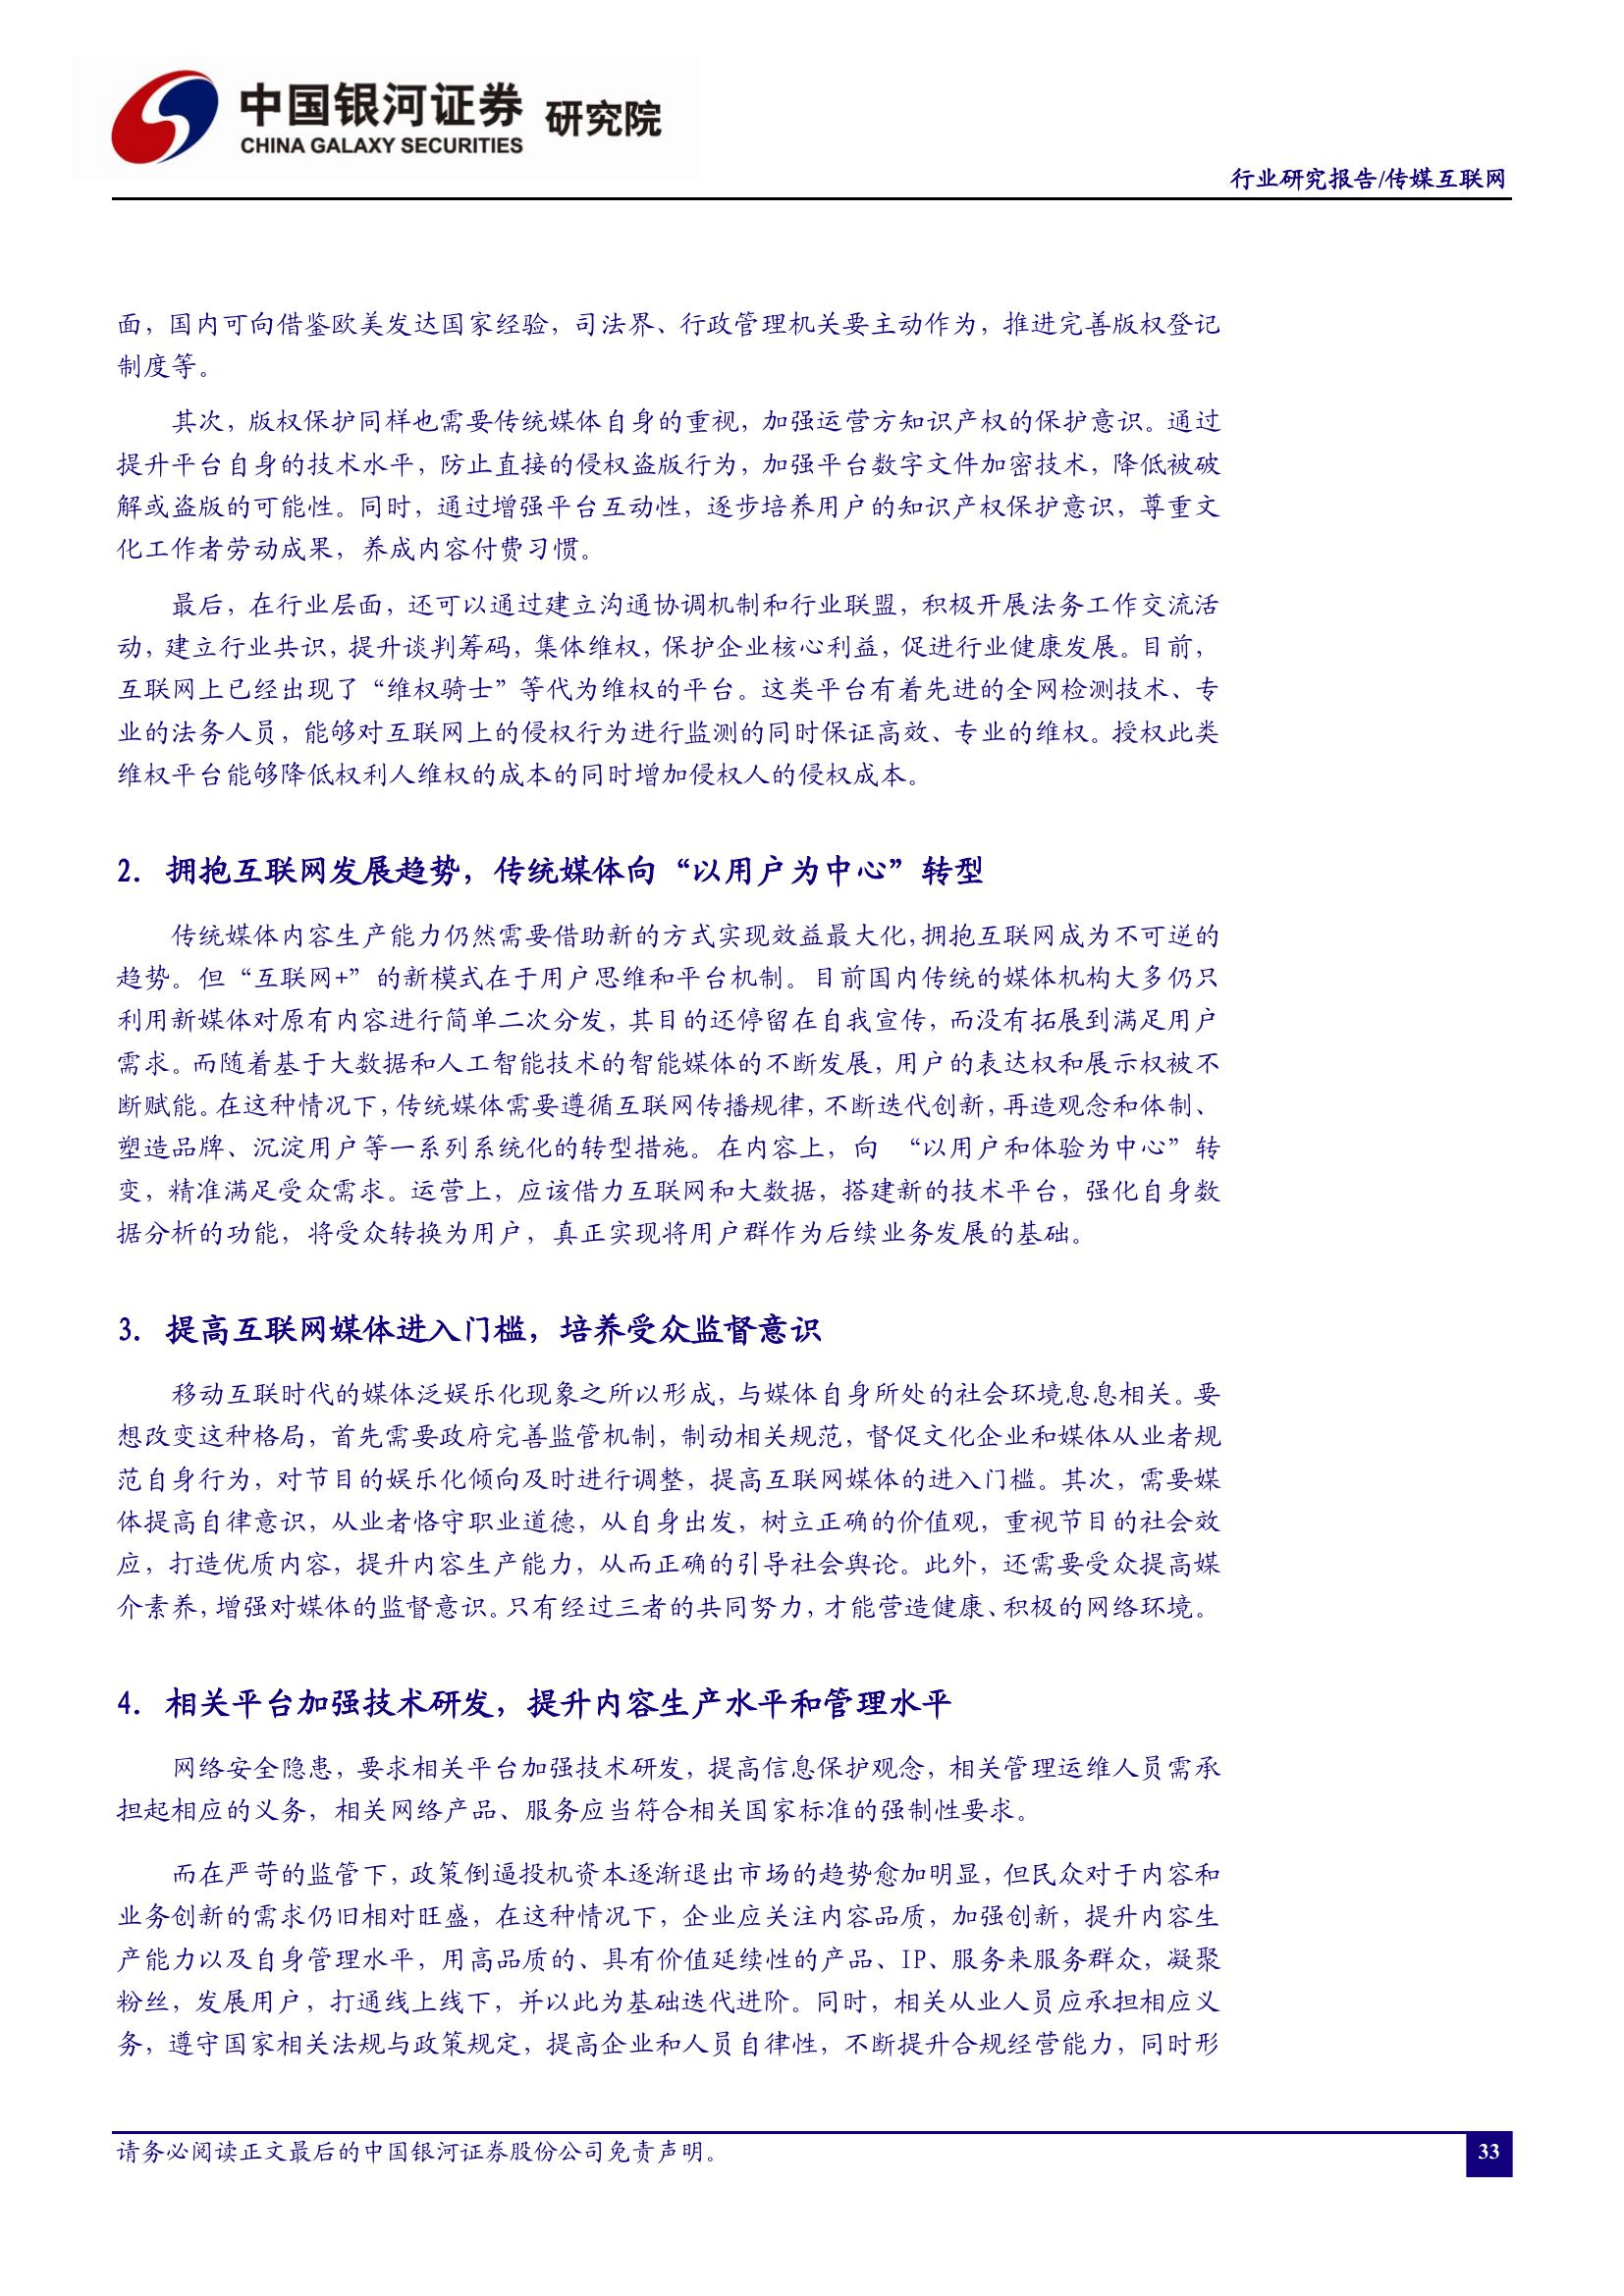 中国银河证券 研究院
CHINA GALAXY SECURITIES
行业研究报告/传媒互联网
面，国内可向借鉴欧美发达国家经验，司法界、行政管理机关要主动作为，推进完善版权登记
制度等。
其次，版权保护同样也需要传统媒体自身的重视，加强运营方知识产权的保护意识。通过
提升平台自身的技术水平，防止直接的侵权盗版行为，加强平台数字文件加密技术，降低被破
解或盗版的可能性。同时，通过增强平台互动性，逐步培养用户的知识产权保护意识，尊重文
化工作者劳动成果，养成内容付费习惯。
最后，在行业层面，还可以通过建立沟通协调机制和行业联盟，积极开展法务工作交流活
动，建立行业共识，提升谈判筹码，集体维权，保护企业核心利益，促进行业健康发展。目前，
互联网上已经出现了“维权骑士”等代为维权的平台。这类平台有着先进的全网检测技术、专
业的法务人员，能够对互联网上的侵权行为进行监测的同时保证高效、专业的维权。授权此类
维权平台能够降低权利人维权的成本的同时增加侵权人的侵权成本。
2. 拥抱互联网发展趋势，传统媒体向“以用户为中心”转型
传统媒体内容生产能力仍然需要借助新的方式实现效益最大化，拥抱互联网成为不可逆的
趋势。但“互联网+”的新模式在于用户思维和平台机制。目前国内传统的媒体机构大多仍只
利用新媒体对原有内容进行简单二次分发，其目的还停留在自我宣传，而没有拓展到满足用户
需求。而随着基于大数据和人工智能技术的智能媒体的不断发展，用户的表达权和展示权被不
断赋能。在这种情况下，传统媒体需要遵循互联网传播规律，不断迭代创新，再造观念和体制、
塑造品牌、沉淀用户等一系列系统化的转型措施。在内容上，向 “以用户和体验为中心”转
变，精准满足受众需求。运营上，应该借力互联网和大数据，搭建新的技术平台，强化自身数
据分析的功能，将受众转换为用户，真正实现将用户群作为后续业务发展的基础。
3. 提高互联网媒体进入门槛，培养受众监督意识
移动互联时代的媒体泛娱乐化现象之所以形成，与媒体自身所处的社会环境息息相关。要
想改变这种格局，首先需要政府完善监管机制，制动相关规范，督促文化企业和媒体从业者规
范自身行为，对节目的娱乐化倾向及时进行调整，提高互联网媒体的进入门槛。其次，需要媒
体提高自律意识，从业者恪守职业道德，从自身出发，树立正确的价值观，重视节目的社会效
应，打造优质内容，提升内容生产能力，从而正确的引导社会舆论。此外，还需要受众提高媒
介素养，增强对媒体的监督意识。只有经过三者的共同努力，才能营造健康、积极的网络环境。
4. 相关平台加强技术研发，提升内容生产水平和管理水平
网络安全隐患，要求相关平台加强技术研发，提高信息保护观念，相关管理运维人员需承
担起相应的义务，相关网络产品、服务应当符合相关国家标准的强制性要求。
而在严苛的监管下，政策倒逼投机资本逐渐退出市场的趋势愈加明显，但民众对于内容和
业务创新的需求仍旧相对旺盛，在这种情况下，企业应关注内容品质，加强创新，提升内容生
产能力以及自身管理水平，用高品质的、具有价值延续性的产品、IP、服务来服务群众，凝聚
粉丝，发展用户，打通线上线下，并以此为基础迭代进阶。同时，相关从业人员应承担相应义
务，遵守国家相关法规与政策规定，提高企业和人员自律性，不断提升合规经营能力，同时形
请务必阅读正文最后的中国银河证券股份公司免责声明。
33